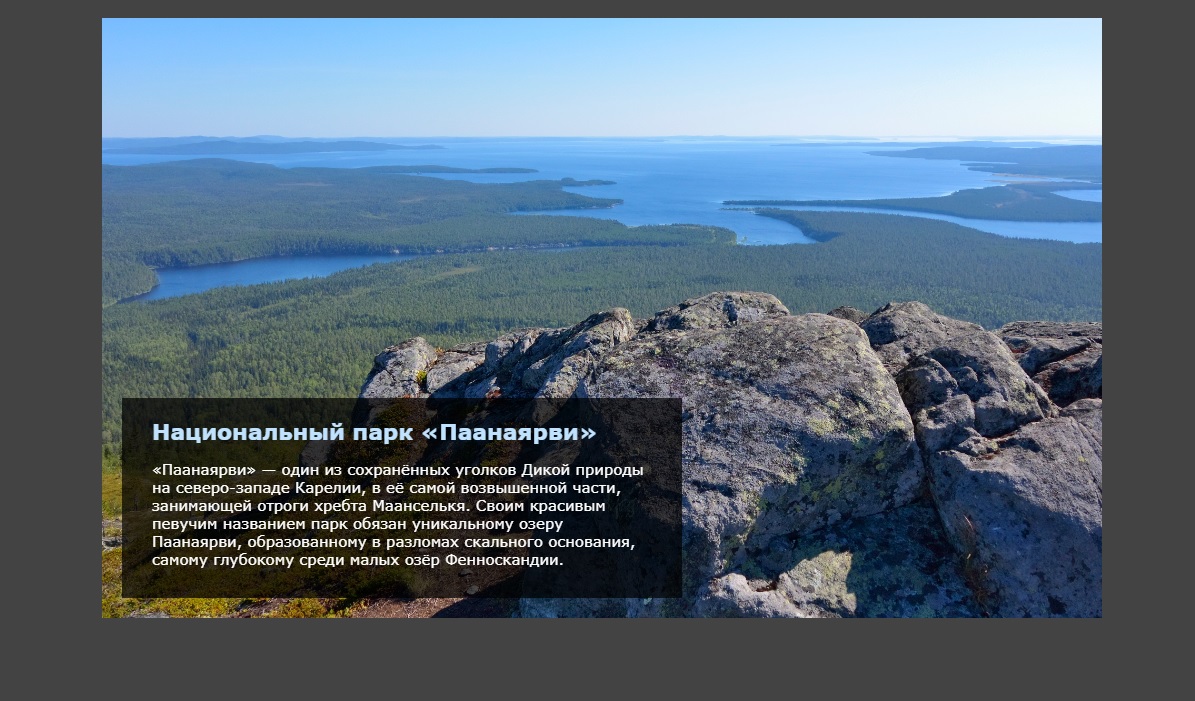 Национальный парк «Паанаярви»
«Паанаярви» — один из сохранённых уголков Дикой природы
на северо-западе Карелии, в её самой возвышенной части,
занимающей отроги хребта Маанселькя. Своим красивым
певучим названием парк обязан уникальному озеру
Паанаярви, образованному в разломах скального основания,
самому глубокому среди малых озёр Фенноскандии.